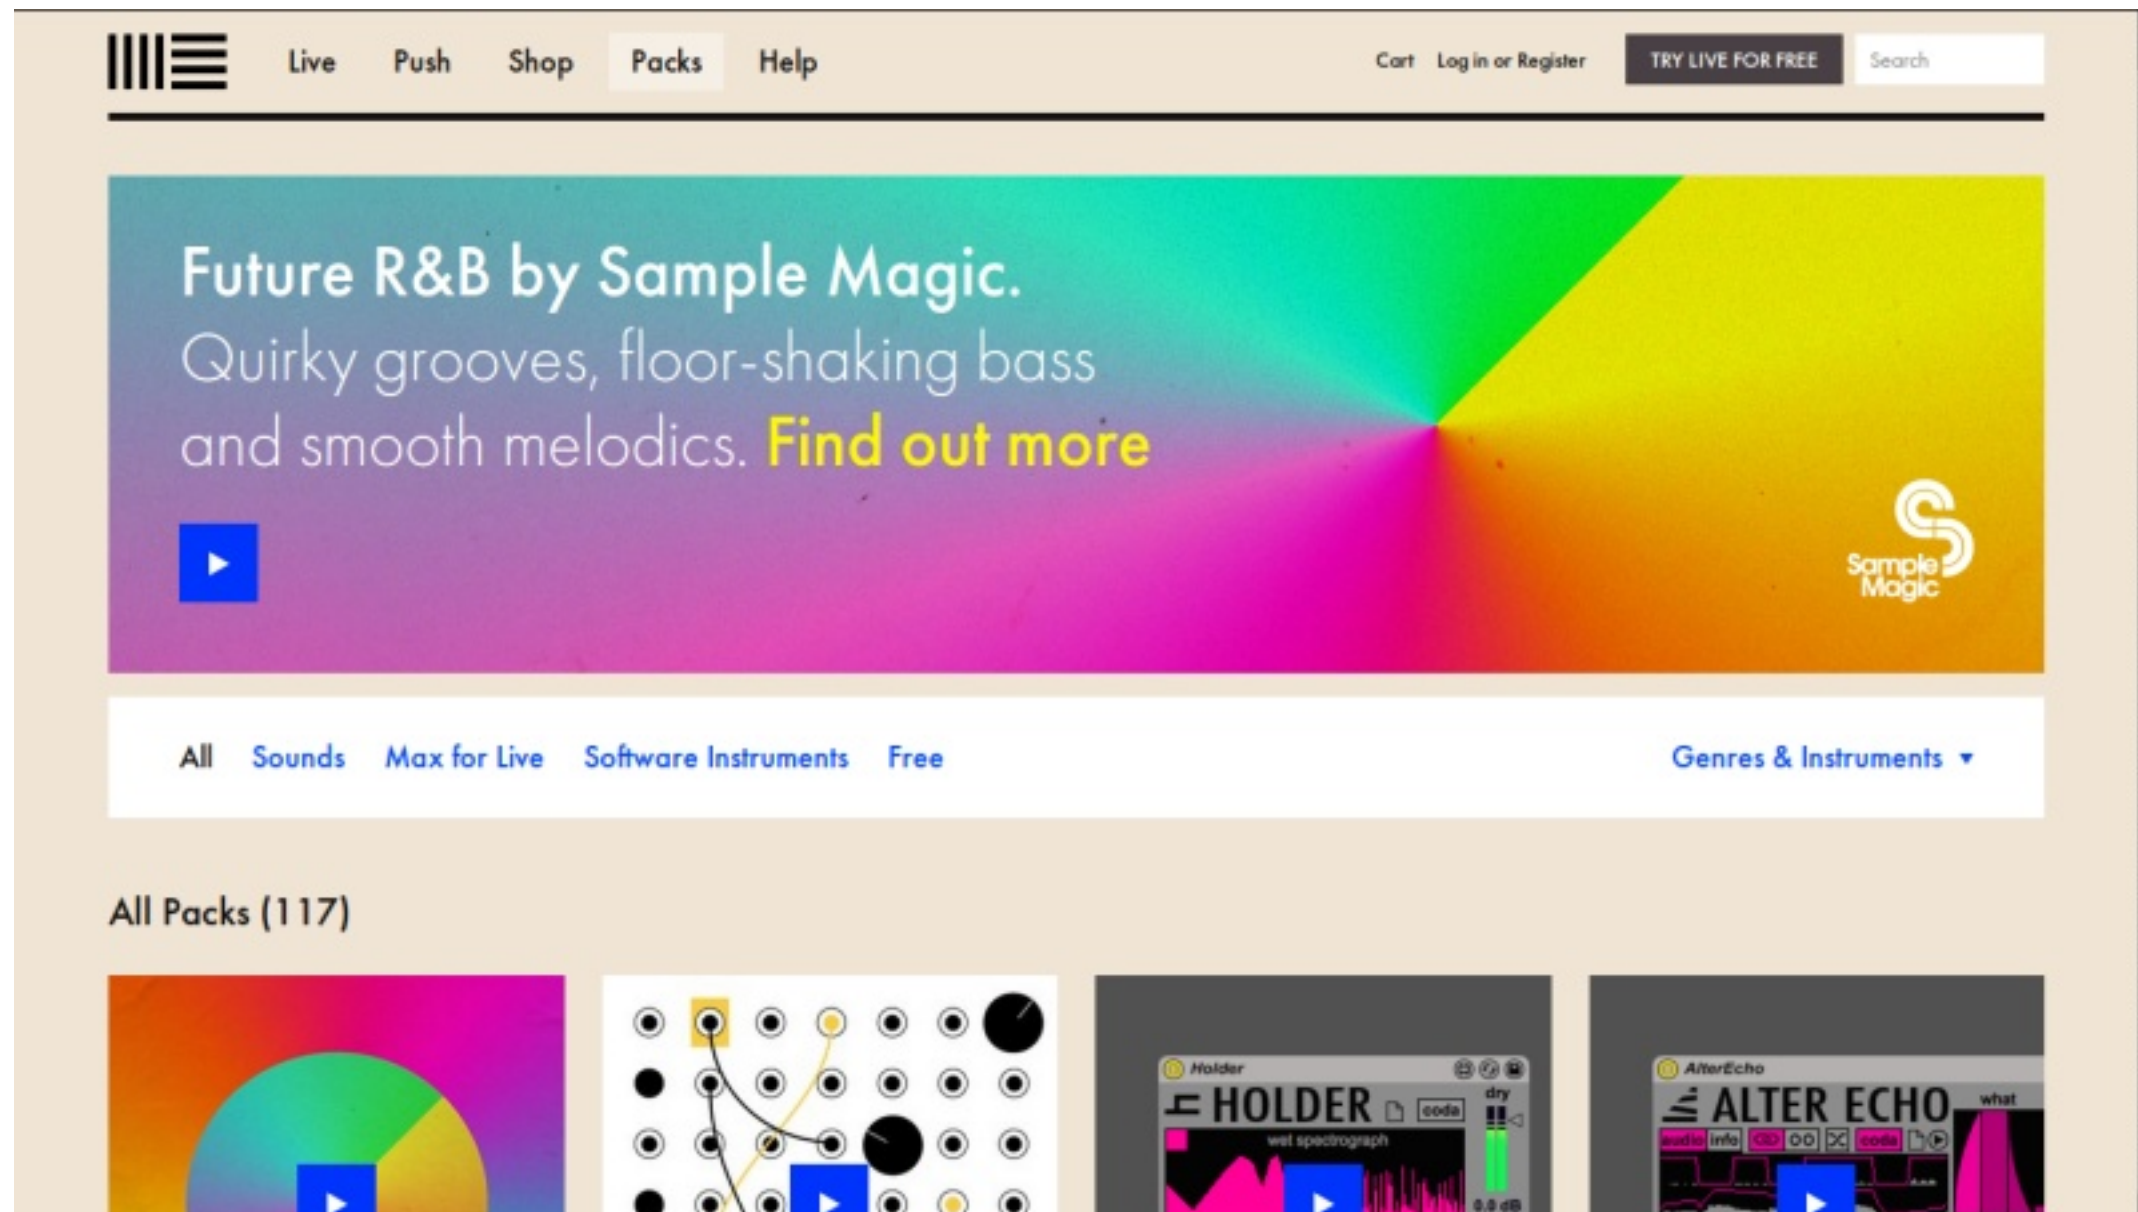 Live Push Shop Packs Help Cart Log in or Register TRY LIVE FOR FREE Search
Future R&B by Sample Magic.
Quirky grooves, floor-shaking bass
and smooth melodics. Find out more
Sample
Magic
All Sounds Max for Live Software Instruments Free Genres & Instruments
All Packs (117)
Holder
h HOLDER coda dry
wet spectrograph
0.0 dB
AlterEcho
ALTER ECHO what
audio info coda